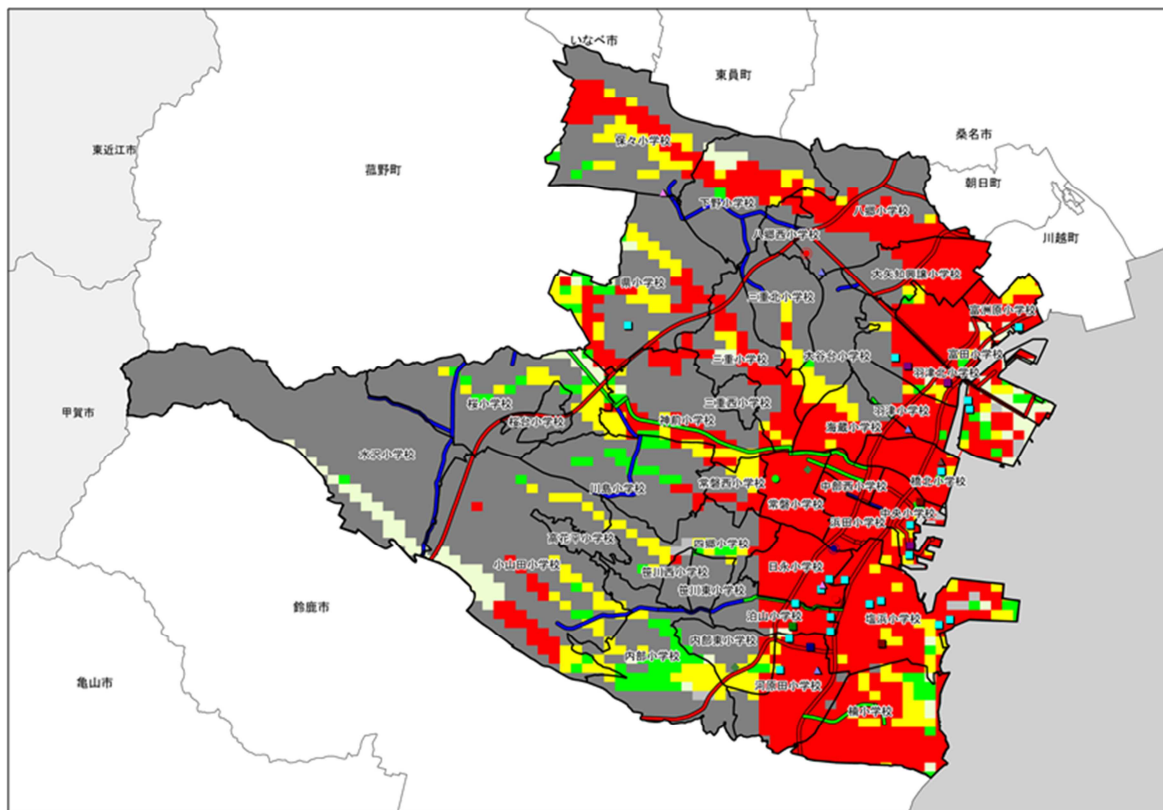 いなべ市
東員町
桑名市
東近江市
保々小学校
菰野町
朝日町
下野小学校
八郷小学校
八郷西小学校
川越町
大矢知興譲小学校
県小学校
三重北小学校
富洲原小学校
富田小学校
三重小学校
大谷台小学校
羽津北小学校
桜小学校
三重西小学校
羽津小学校
甲賀市
桜台小学校
神前小学校
海蔵小学校
水沢小学校
川島小学校
常磐西小学校
中部西小学校
橋北小学校
常磐小学校
中央小学校
浜田小学校
高花平小学校
四郷小学校
小山田小学校
笹川西小学校
日永小学校
笹川東小学校
鈴鹿市
泊山小学校
塩浜小学校
内部東小学校
内部小学校
亀山市
河原田小学校
楠小学校